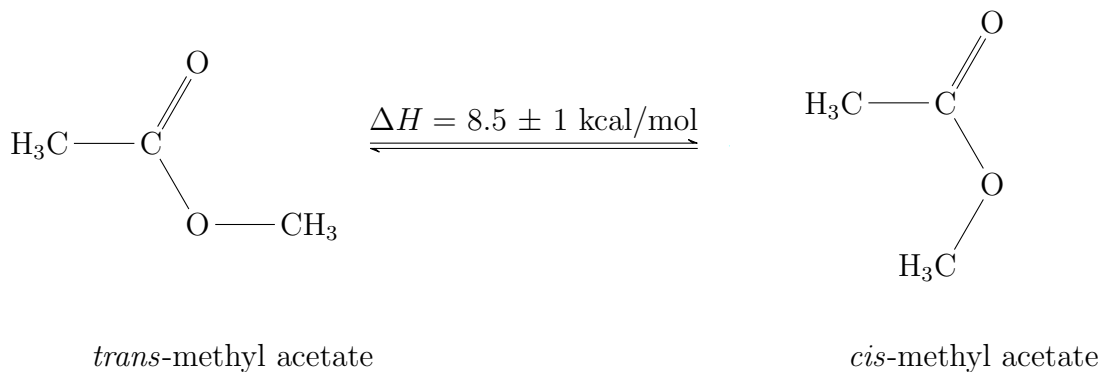 O
H₃C C
O CH₃
ΔH = 8.5 ± 1 kcal/mol
O
H₃C C
O
H₃C
trans-methyl acetate
cis-methyl acetate